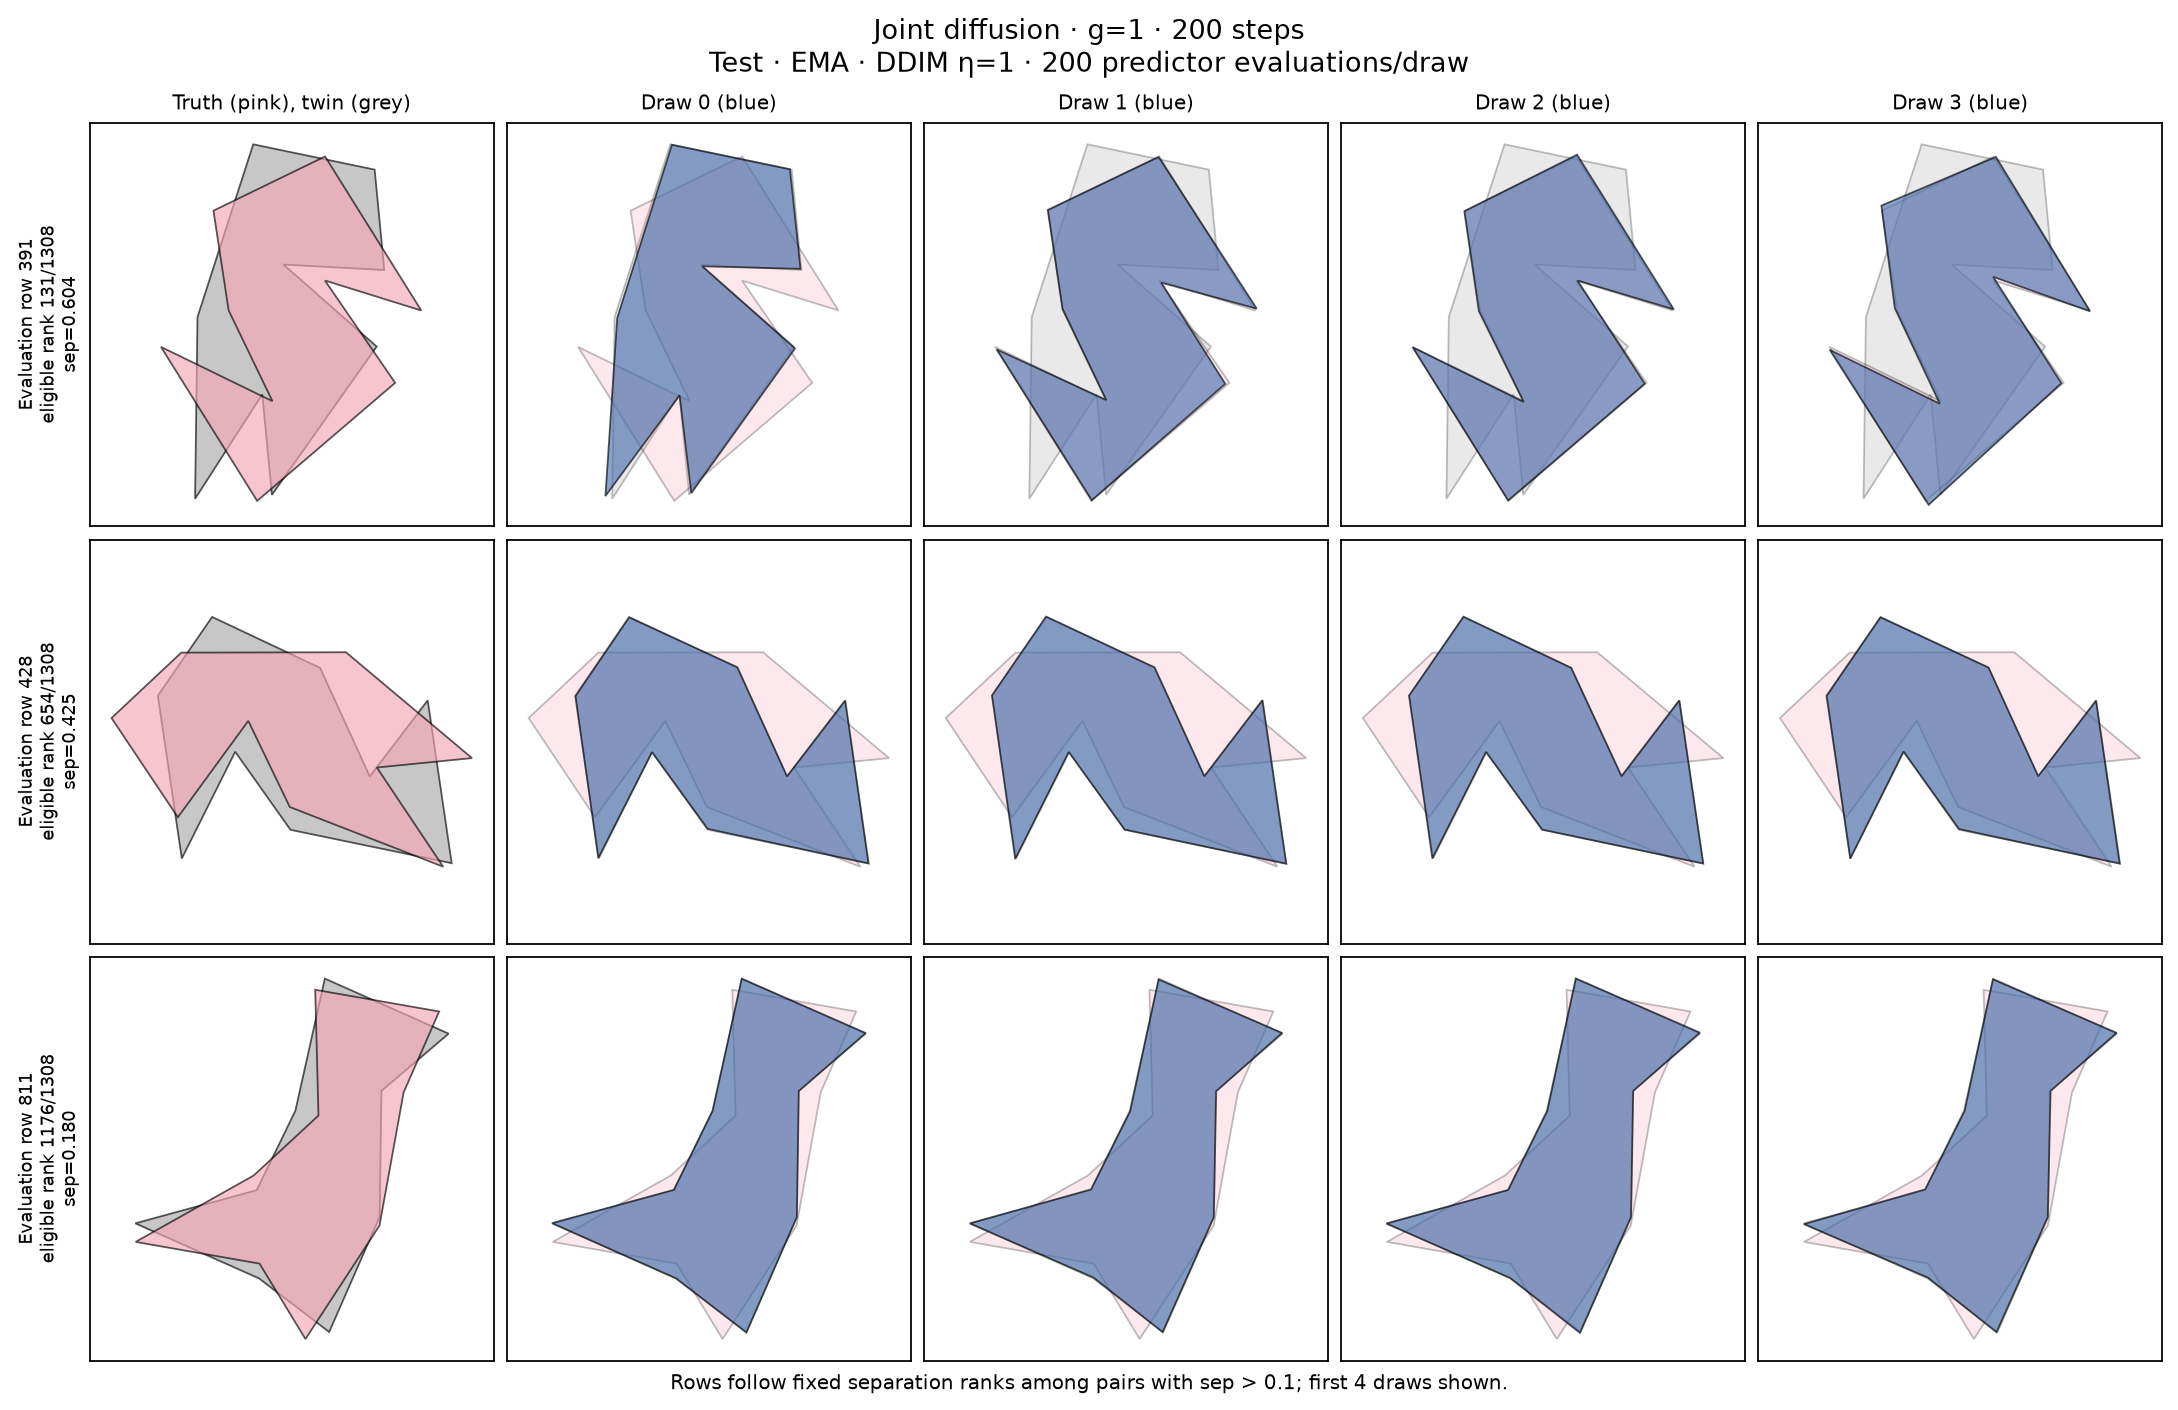 Joint diffusion · g=1 · 200 steps
Test · EMA · DDIM η=1 · 200 predictor evaluations/draw
Truth (pink), twin (grey)
Draw 0 (blue)
Draw 1 (blue)
Draw 2 (blue)
Draw 3 (blue)
Evaluation row 391
eligible rank 131/1308
sep=0.604
Evaluation row 428
eligible rank 654/1308
sep=0.425
Evaluation row 811
eligible rank 1176/1308
sep=0.180
Rows follow fixed separation ranks among pairs with sep > 0.1; first 4 draws shown.